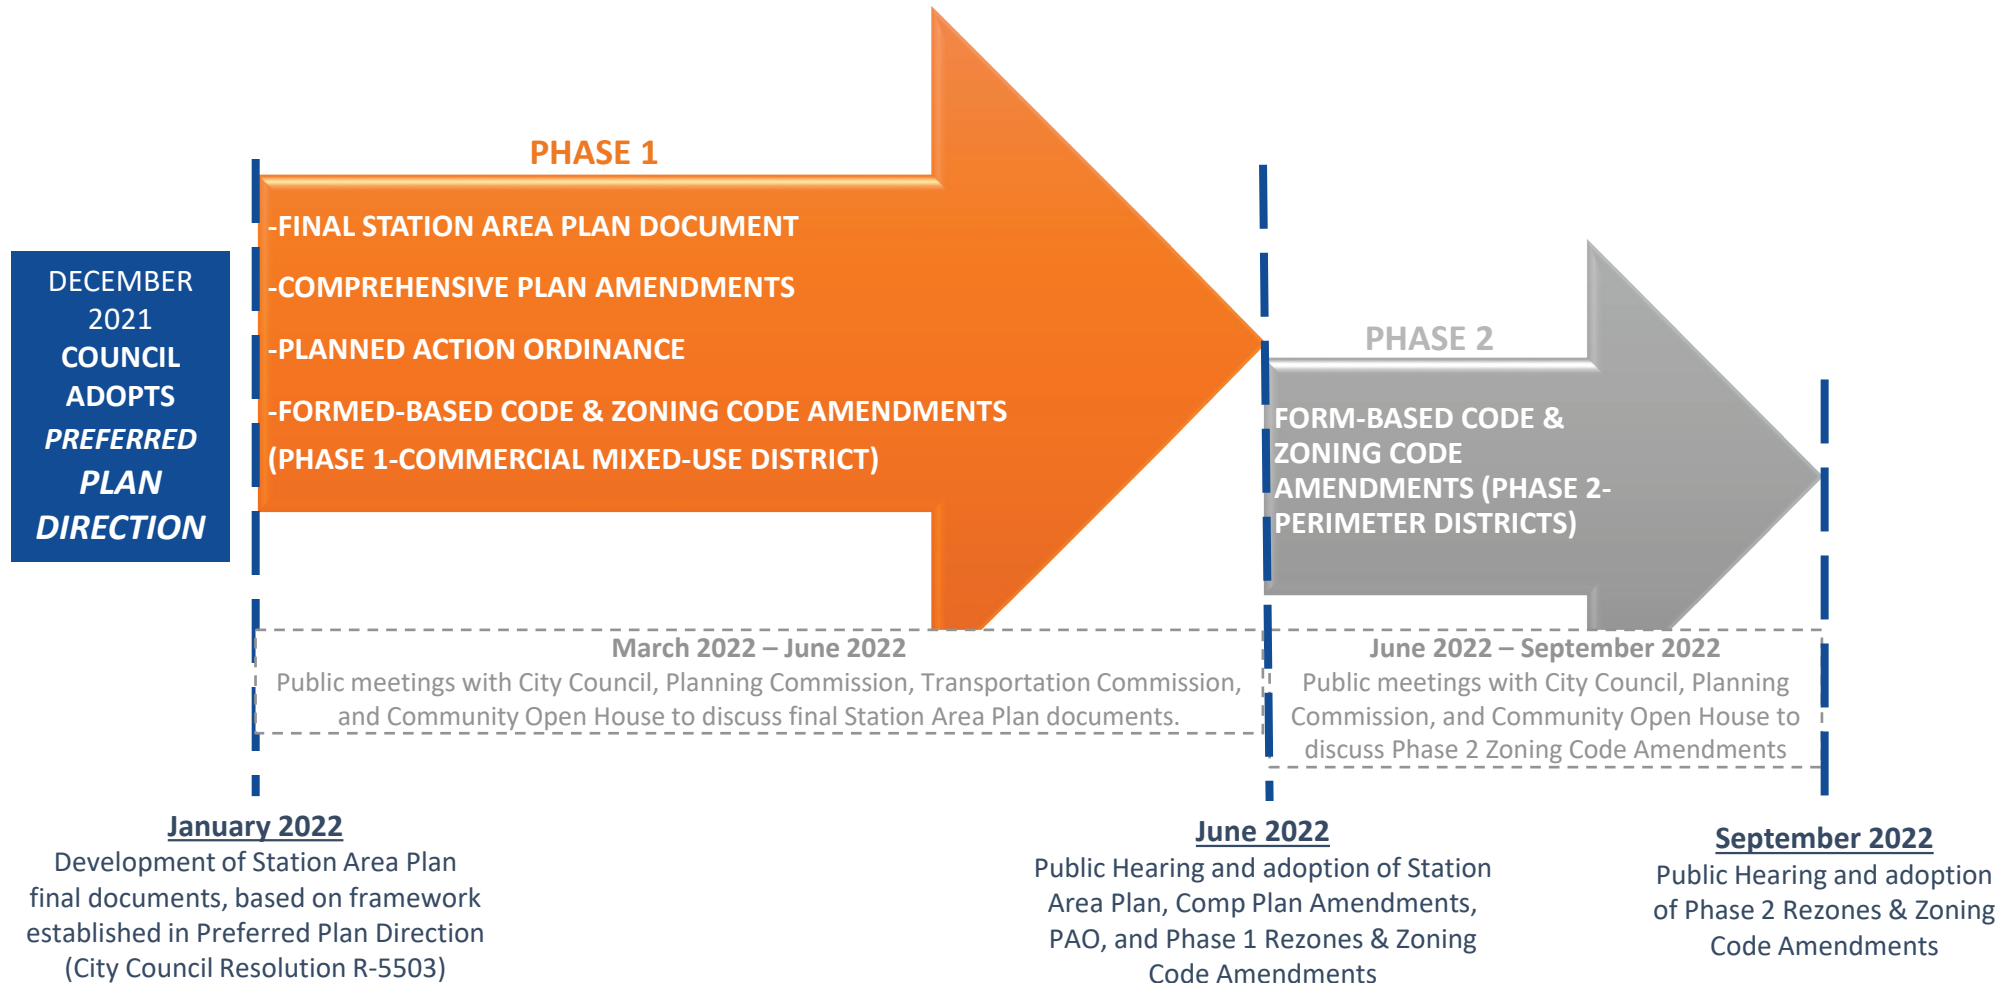 DECEMBER
2021
COUNCIL
ADOPTS
PREFERRED
PLAN
DIRECTION
PHASE 1
-FINAL STATION AREA PLAN DOCUMENT
-COMPREHENSIVE PLAN AMENDMENTS
-PLANNED ACTION ORDINANCE
-FORMED-BASED CODE & ZONING CODE AMENDMENTS
(PHASE 1-COMMERCIAL MIXED-USE DISTRICT)
PHASE 2
FORM-BASED CODE &
ZONING CODE
AMENDMENTS (PHASE 2-
PERIMETER DISTRICTS)
March 2022 – June 2022
Public meetings with City Council, Planning Commission, Transportation Commission,
and Community Open House to discuss final Station Area Plan documents.
June 2022 – September 2022
Public meetings with City Council, Planning
Commission, and Community Open House to
discuss Phase 2 Zoning Code Amendments
January 2022
Development of Station Area Plan
final documents, based on framework
established in Preferred Plan Direction
(City Council Resolution R-5503)
June 2022
Public Hearing and adoption of Station
Area Plan, Comp Plan Amendments,
PAO, and Phase 1 Rezones & Zoning
Code Amendments
September 2022
Public Hearing and adoption
of Phase 2 Rezones & Zoning
Code Amendments